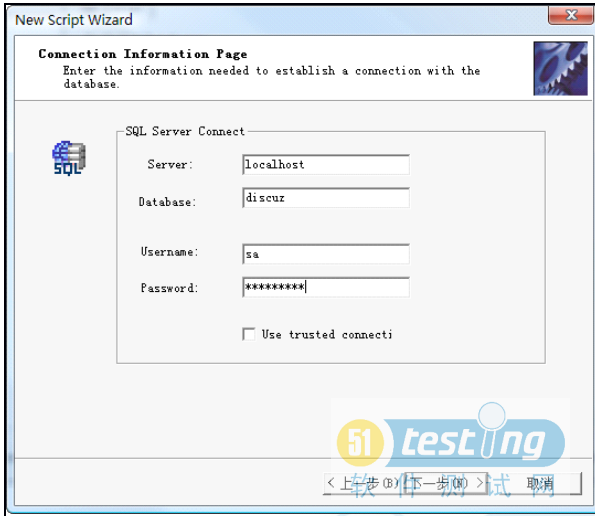 New Script Wizard
Connection Information Page
Enter the information needed to establish a connection with the
database.
SQL
SQL Server Connect
Server: localhost
Database: discuz
Username: sa
Password: *********
Use trusted connecti
51 testing
软件测试网
< 上一步(B) 下一步(N) > 取消